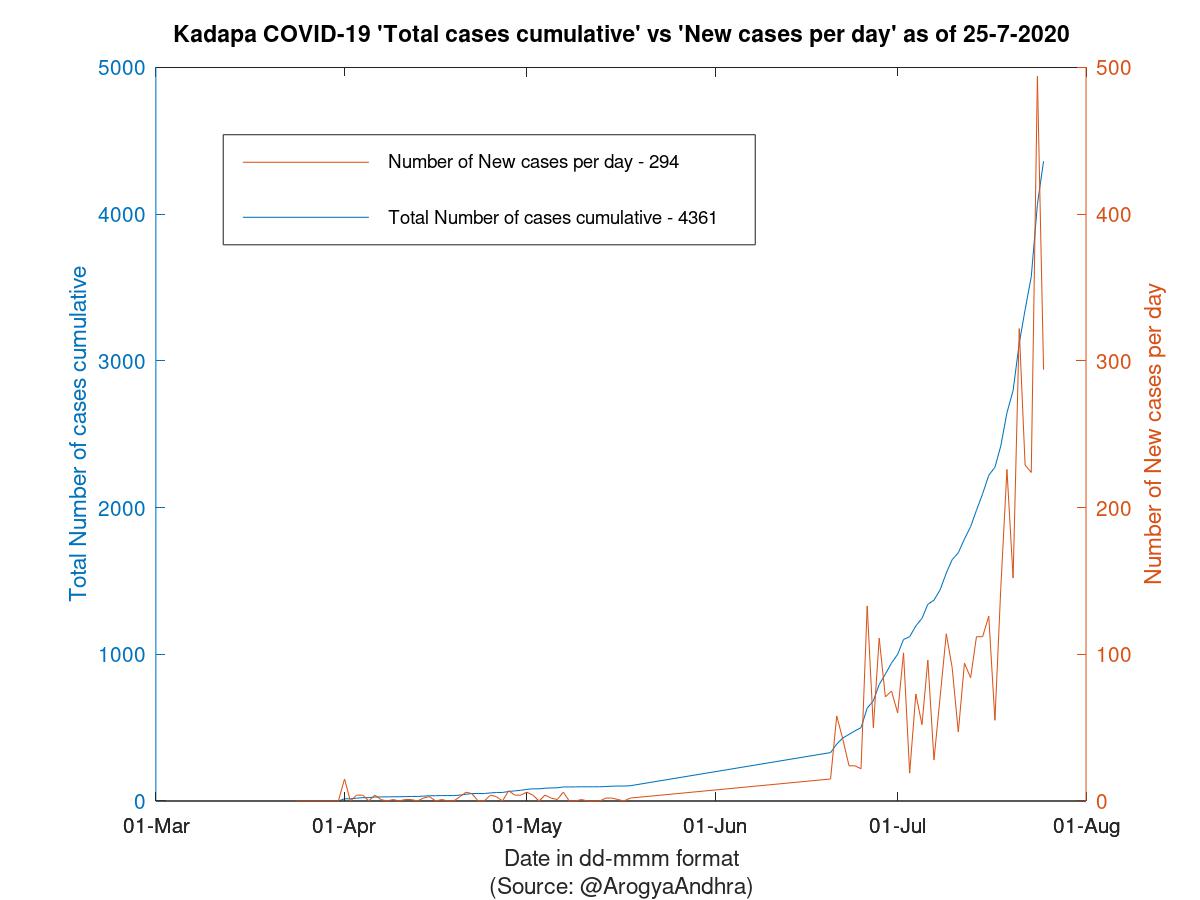 Kadapa COVID-19 'Total cases cumulative' vs 'New cases per day' as of 25-7-2020
5000
500
Number of New cases per day - 294
Total Number of cases cumulative - 4361
4000
400
3000
300
2000
200
1000
100
0
0
Total Number of cases cumulative
Number of New cases per day
01-Mar 01-Apr 01-May 01-Jun 01-Jul 01-Aug
Date in dd-mmm format
(Source: @ArogyaAndhra)